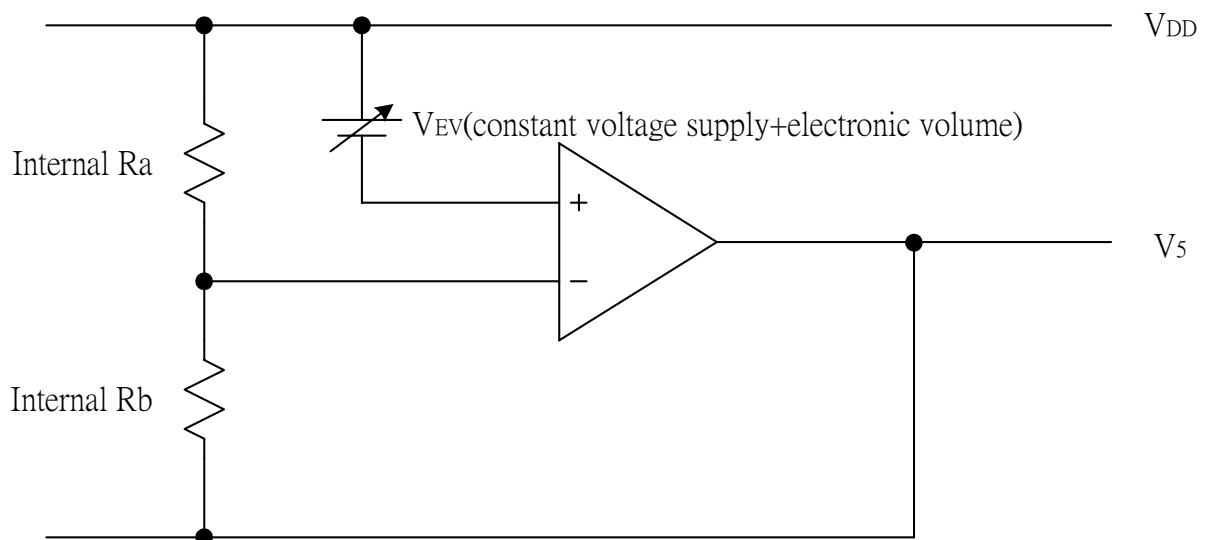 VDD
VEV(constant voltage supply+electronic volume)
Internal Ra
+
V5
−
Internal Rb